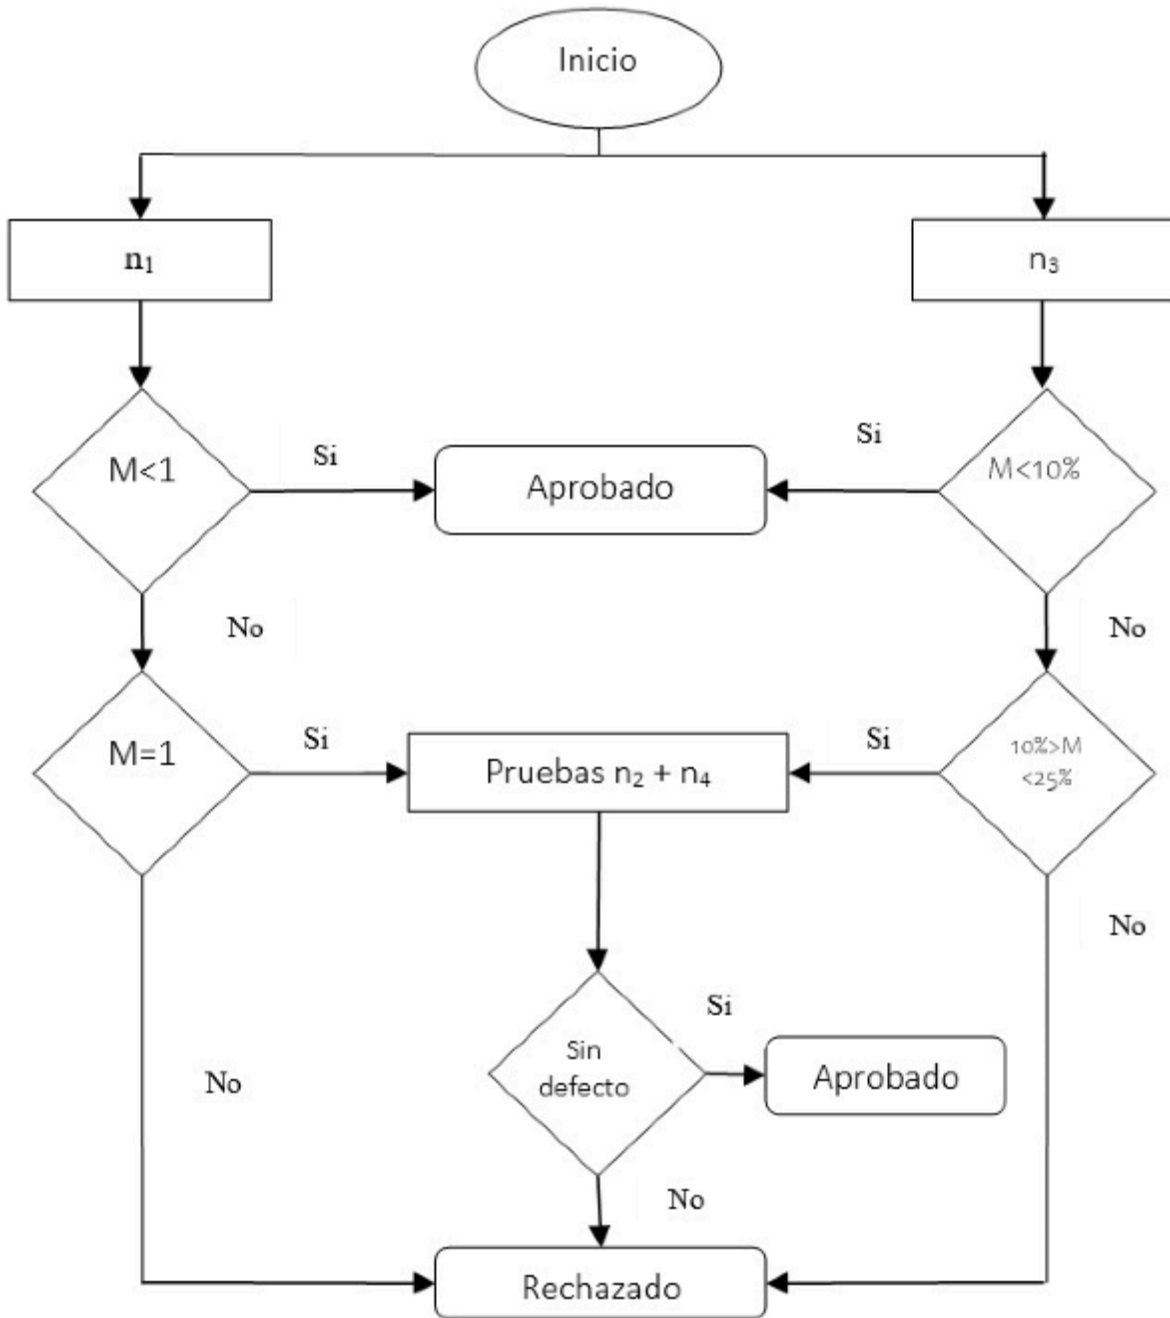 Inicio
n₁
n₃
M<1
Si
Aprobado
Si
M<10%
No
No
M=1
Si
Pruebas n₂ + n₄
Si
10%>M
<25%
No
Si
Sin
defecto
Aprobado
No
No
Rechazado